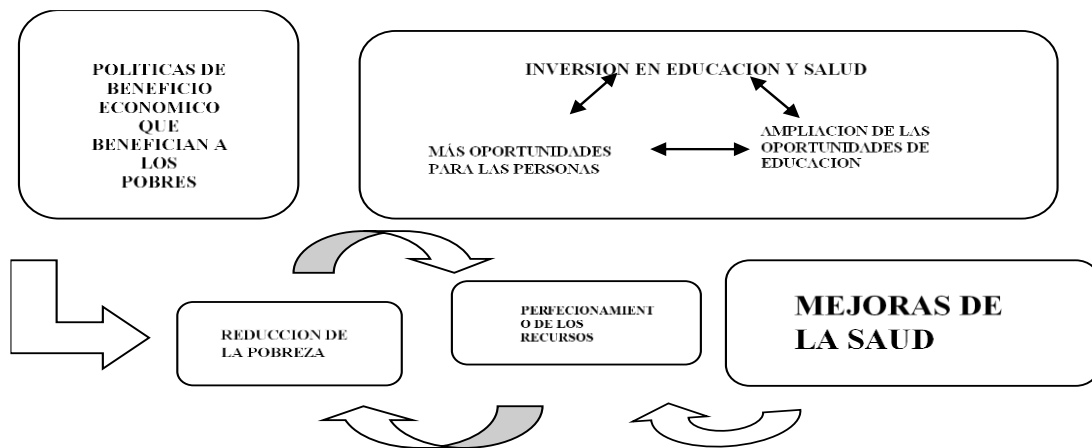 POLITICAS DE
BENEFICIO
ECONOMICO
QUE
BENEFICIAN A
LOS
POBRES
INVERSION EN EDUCACION Y SALUD
MÁS OPORTUNIDADES
PARA LAS PERSONAS
AMPLIACION DE LAS
OPORTUNIDADES DE
EDUCACION
REDUCCION DE
LA POBREZA
PERFECIONAMIENT
O DE LOS
RECURSOS
MEJORAS DE
LA SAUD